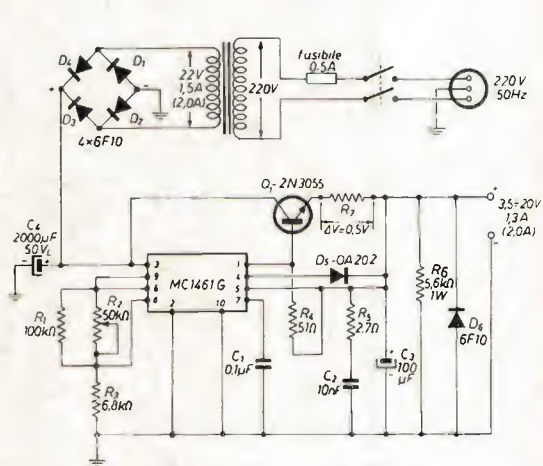 D4
D1
D3
D2
4×6F10
22V
1,5A
(2,0A)
220V
fusibile
0,5A
220V
50Hz
Q1-2N3055
R7
ΔV=0,5V
3,5÷20V
1,3A
(2,0A)
C4
2000µF
50VL
MC1461G
3
9
6
8
2
10
1
4
5
7
D5-OA202
R1
100kΩ
R2
50kΩ
R3
6,8kΩ
C1
0,1µF
R4
51Ω
R5
2,7Ω
C2
10nF
C3
100
µF
R6
5,6kΩ
1W
D6
6F10